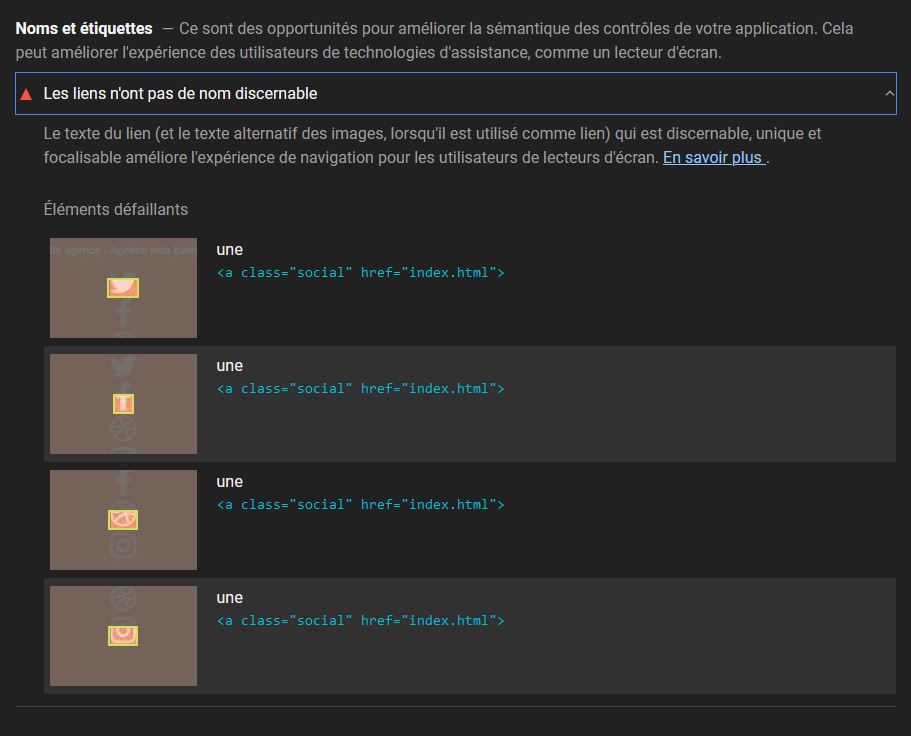 Noms et étiquettes — Ce sont des opportunités pour améliorer la sémantique des contrôles de votre application. Cela
peut améliorer l'expérience des utilisateurs de technologies d'assistance, comme un lecteur d'écran.
Les liens n'ont pas de nom discernable
Le texte du lien (et le texte alternatif des images, lorsqu'il est utilisé comme lien) qui est discernable, unique et
focalisable améliore l'expérience de navigation pour les utilisateurs de lecteurs d'écran. En savoir plus .
Éléments défaillants
agence - Agence web
une
<a class="social" href="index.html">
une
<a class="social" href="index.html">
une
<a class="social" href="index.html">
une
<a class="social" href="index.html">